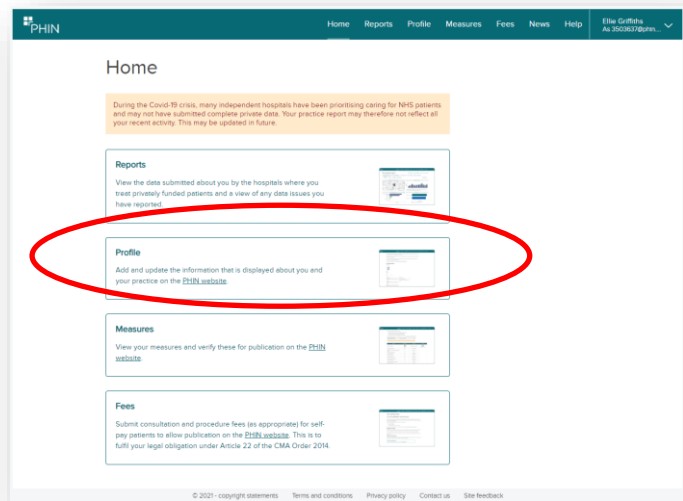 PHIN
Home Reports Profile Measures Fees News Help
Ellie Griffiths
As 3503637@phin...
Home
During the Covid-19 crisis, many independent hospitals have been prioritising caring for NHS patients
and may not have submitted complete private data. Your practice report may therefore not reflect all
your recent activity. This may be updated in future.
Reports
View the data submitted about you by the hospitals where you
treat privately funded patients and a view of any data issues you
have reported.
Profile
Add and update the information that is displayed about you and
your practice on the PHIN website.
Measures
View your measures and verify these for publication on the PHIN
website.
Fees
Submit consultation and procedure fees (as appropriate) for self-
pay patients to allow publication on the PHIN website. This is to
fulfil your legal obligation under Article 22 of the CMA Order 2014.
© 2021 - copyright statements Terms and conditions Privacy policy Contact us Site feedback